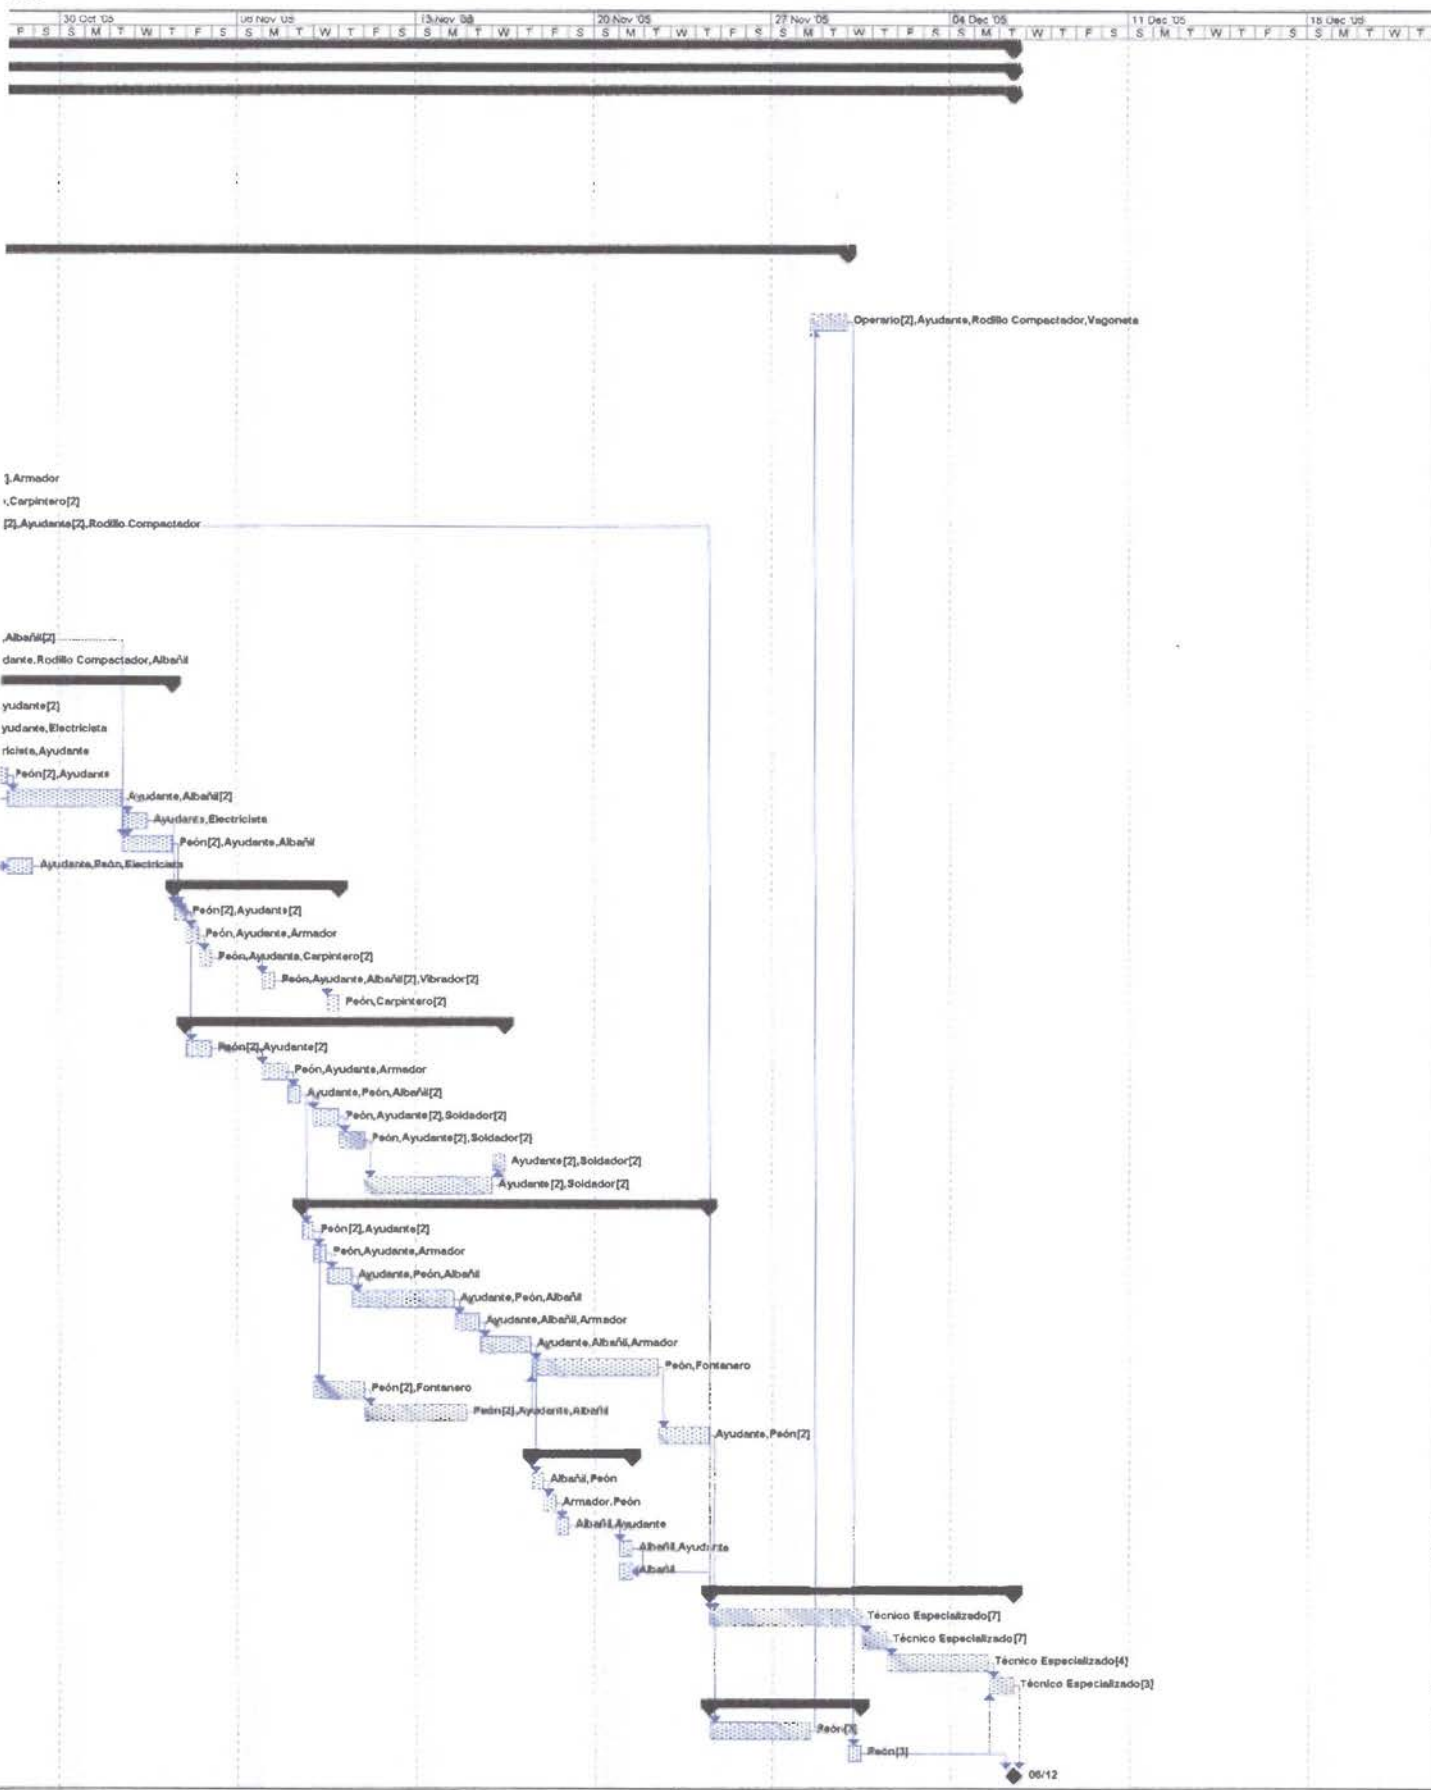 30 Oct '05 06 Nov '05 13 Nov '05 20 Nov '05 27 Nov '05 04 Dec '05 11 Dec '05 18 Dec '05
F S S M T W T F S S M T W T F S S M T W T F S S M T W T F S S M T W T F S S M T W T F S S M T W T F S S M T W T
Operario[2],Ayudante,Rodillo Compactador,Vagoneta
],Armador
,Carpintero[2]
[2],Ayudante[2],Rodillo Compactador
,Albañil[2]
dante,Rodillo Compactador,Albañil
yudante[2]
yudante,Electricista
ricista,Ayudante
Peón[2],Ayudante
Ayudante,Albañil[2]
Ayudante,Electricista
Peón[2],Ayudante,Albañil
Ayudante,Peón,Electricista
Peón[2],Ayudante[2]
Peón,Ayudante,Armador
Peón,Ayudante,Carpintero[2]
Peón,Ayudante,Albañil[2],Vibrador[2]
Peón,Carpintero[2]
Peón[2],Ayudante[2]
Peón,Ayudante,Armador
Ayudante,Peón,Albañil[2]
Peón,Ayudante[2],Soldador[2]
Peón,Ayudante[2],Soldador[2]
Ayudante[2],Soldador[2]
Ayudante[2],Soldador[2]
Peón[2],Ayudante[2]
Peón,Ayudante,Armador
Ayudante,Peón,Albañil
Ayudante,Peón,Albañil
Ayudante,Albañil,Armador
Ayudante,Albañil,Armador
Peón,Fontanero
Peón[2],Fontanero
Peón[2],Ayudante,Albañil
Ayudante,Peón[2]
Albañil,Peón
Armador,Peón
Albañil,Ayudante
Albañil,Ayudante
Albañil
Técnico Especializado[7]
Técnico Especializado[7]
Técnico Especializado[4]
Técnico Especializado[3]
Peón[3]
Peón[3]
06/12